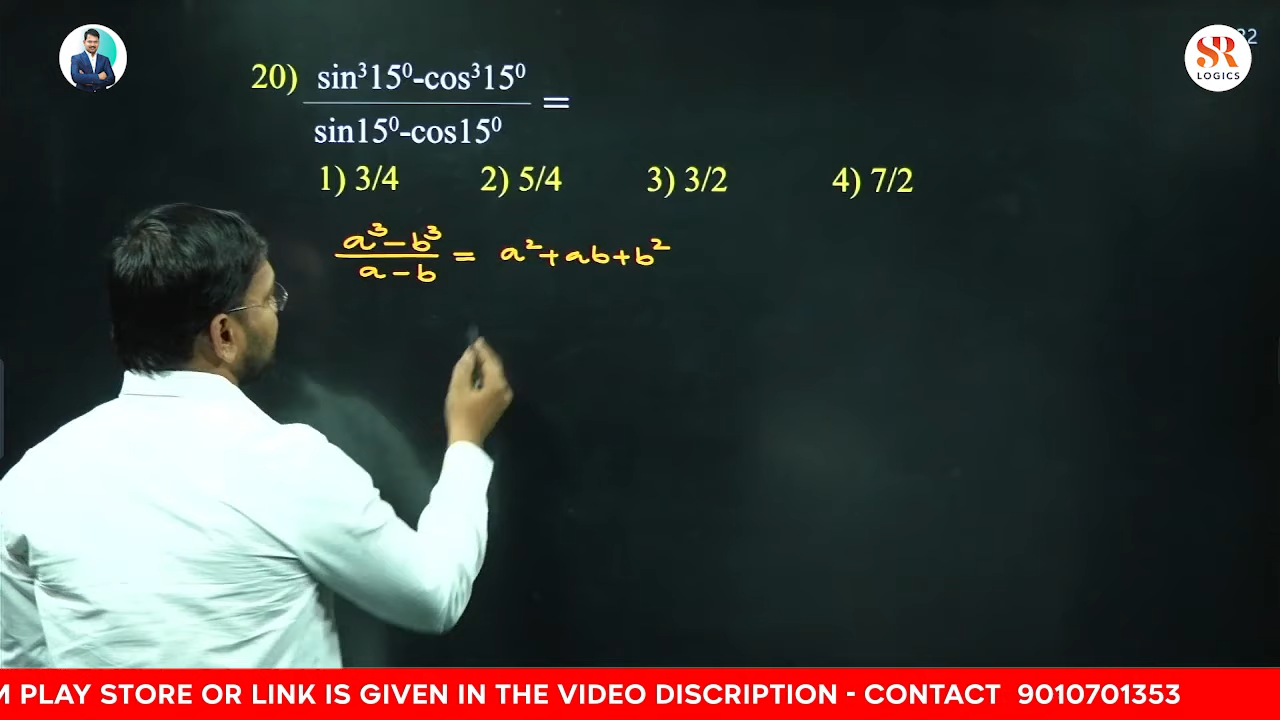 22
SR
LOGICS
20) sin³15⁰-cos³15⁰ =
sin15⁰-cos15⁰
1) 3/4 2) 5/4 3) 3/2 4) 7/2
a³-b³ = a²+ab+b²
a-b
M PLAY STORE OR LINK IS GIVEN IN THE VIDEO DISCRIPTION - CONTACT 9010701353